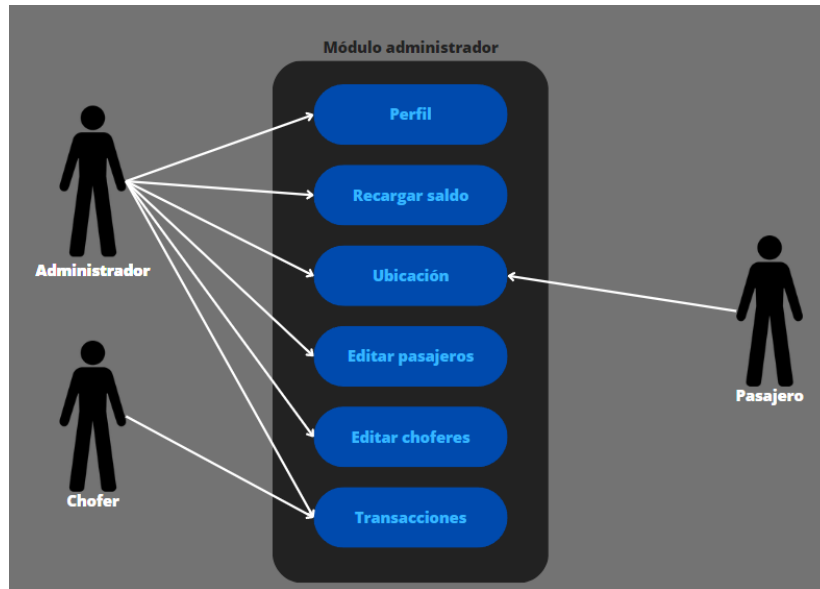 Módulo administrador
Perfil
Recargar saldo
Ubicación
Editar pasajeros
Editar choferes
Transacciones
Administrador
Chofer
Pasajero